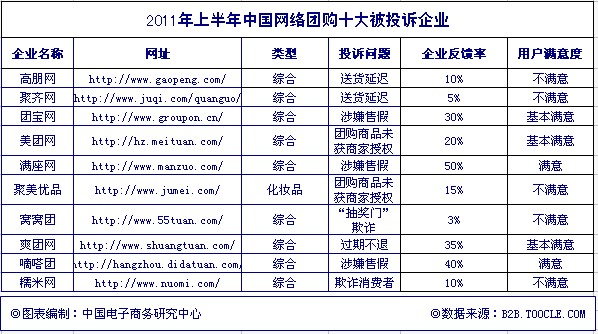 2011年上半年中国网络团购十大被投诉企业
企业名称 网址 类型 投诉问题 企业反馈率 用户满意度
高朋网 http://www.gaopeng.com/ 综合 送货延迟 10% 不满意
聚齐网 http://www.juqi.com/quanguo/ 综合 送货延迟 5% 不满意
团宝网 http://www.groupon.cn/ 综合 涉嫌售假 30% 基本满意
美团网 http://hz.meituan.com/ 综合 团购商品未
获商家授权 20% 基本满意
满座网 http://www.manzuo.com/ 综合 涉嫌售假 50% 满意
聚美优品 http://www.jumei.com/ 化妆品 团购商品未
获商家授权 15% 不满意
窝窝团 http://www.55tuan.com/ 综合 “抽奖门”
欺诈 3% 不满意
爽团网 http://www.shuangtuan.com/ 综合 过期不退 35% 基本满意
嘀嗒团 http://hangzhou.didatuan.com/ 综合 涉嫌售假 40% 满意
糯米网 http://www.nuomi.com/ 综合 欺诈消费者 10% 不满意
◎图表编制：中国电子商务研究中心 ◎数据来源：B2B.TOOCLE.COM